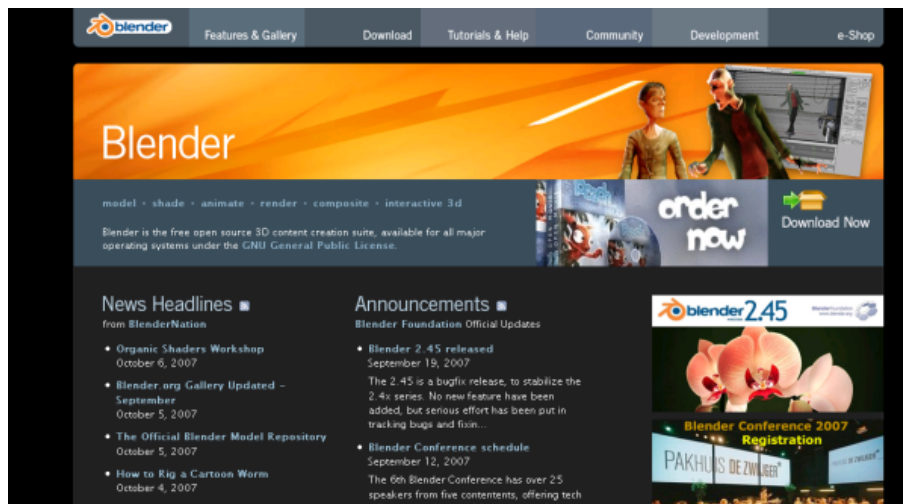 blender
Features & Gallery
Download
Tutorials & Help
Community
Development
e-Shop
Blender
model · shade · animate · render · composite · interactive 3d
Blender is the free open source 3D content creation suite, available for all major
operating systems under the GNU General Public License.
order
now
Download Now
News Headlines
from BlenderNation
Organic Shaders Workshop
October 6, 2007
Blender.org Gallery Updated –
September
October 5, 2007
The Official Blender Model Repository
October 5, 2007
How to Rig a Cartoon Worm
October 4, 2007
Announcements
Blender Foundation Official Updates
Blender 2.45 released
September 19, 2007
The 2.45 is a bugfix release, to stabilize the
2.4x series. No new feature have been
added, but serious effort has been put in
tracking bugs and fixin...
Blender Conference schedule
September 12, 2007
The 6th Blender Conference has over 25
speakers from five contentents, offering tech
blender 2.45
Blender Conference 2007
Registration
PAKHUIS DE ZWIJGER